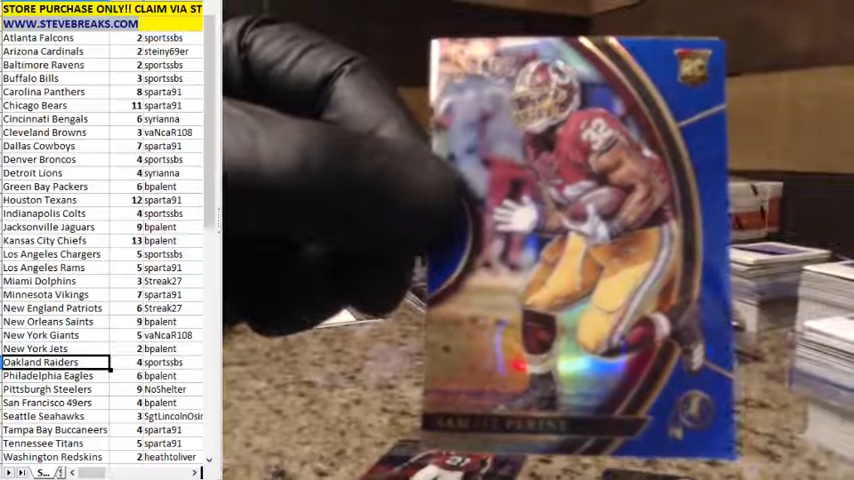 STORE PURCHASE ONLY!! CLAIM VIA ST
WWW.STEVEBREAKS.COM
Atlanta Falcons 2 sportssbs
Arizona Cardinals 2 steiny69er
Baltimore Ravens 2 sportssbs
Buffalo Bills 3 sportssbs
Carolina Panthers 8 sparta91
Chicago Bears 11 sparta91
Cincinnati Bengals 6 syrianna
Cleveland Browns 3 vaNcaR108
Dallas Cowboys 7 sparta91
Denver Broncos 4 sportssbs
Detroit Lions 4 syrianna
Green Bay Packers 6 bpalent
Houston Texans 12 sparta91
Indianapolis Colts 4 sportssbs
Jacksonville Jaguars 9 bpalent
Kansas City Chiefs 13 bpalent
Los Angeles Chargers 5 sportssbs
Los Angeles Rams 5 sparta91
Miami Dolphins 3 Streak27
Minnesota Vikings 7 sparta91
New England Patriots 6 Streak27
New Orleans Saints 9 bpalent
New York Giants 5 vaNcaR108
New York Jets 2 bpalent
Oakland Raiders 4 sportssbs
Philadelphia Eagles 6 bpalent
Pittsburgh Steelers 9 NoShelter
San Francisco 49ers 4 bpalent
Seattle Seahawks 3 SgtLincolnOsir
Tampa Bay Buccaneers 4 sparta91
Tennessee Titans 5 sparta91
Washington Redskins 2 heathtoliver
S...
32
RC
SAMAJE PERINE
21